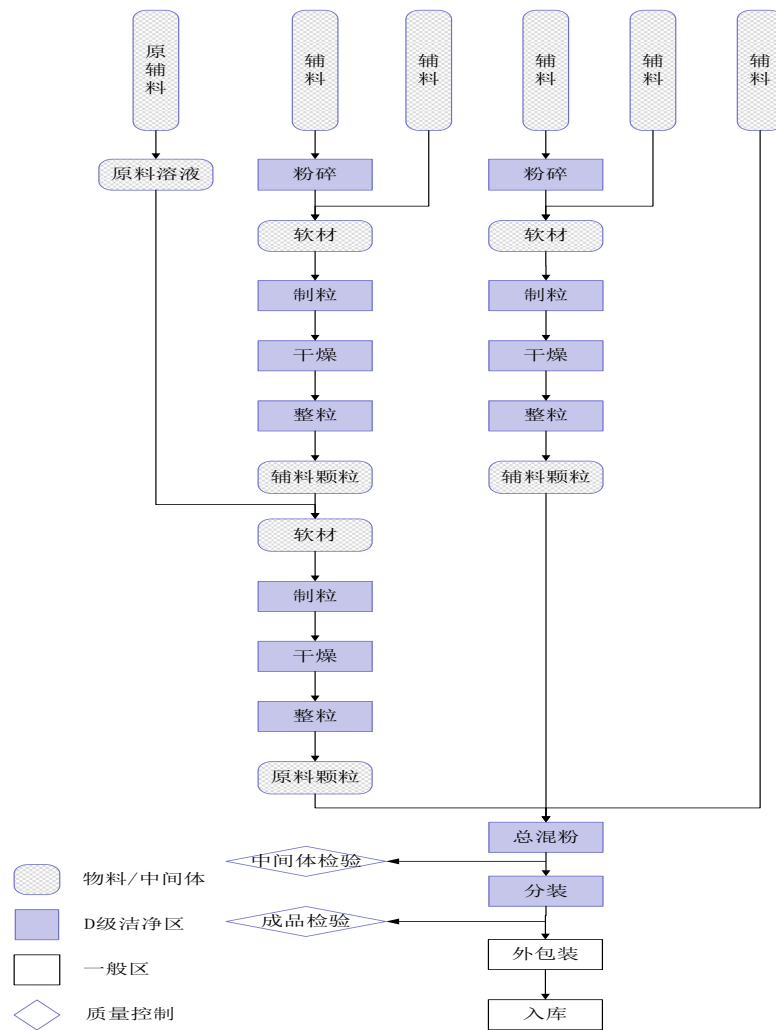 原辅料
辅料
辅料
辅料
辅料
辅料
原料溶液
粉碎
粉碎
软材
软材
制粒
制粒
干燥
干燥
整粒
整粒
辅料颗粒
辅料颗粒
软材
制粒
干燥
整粒
原料颗粒
总混粉
中间体检验
分装
成品检验
外包装
入库
物料/中间体
D级洁净区
一般区
质量控制